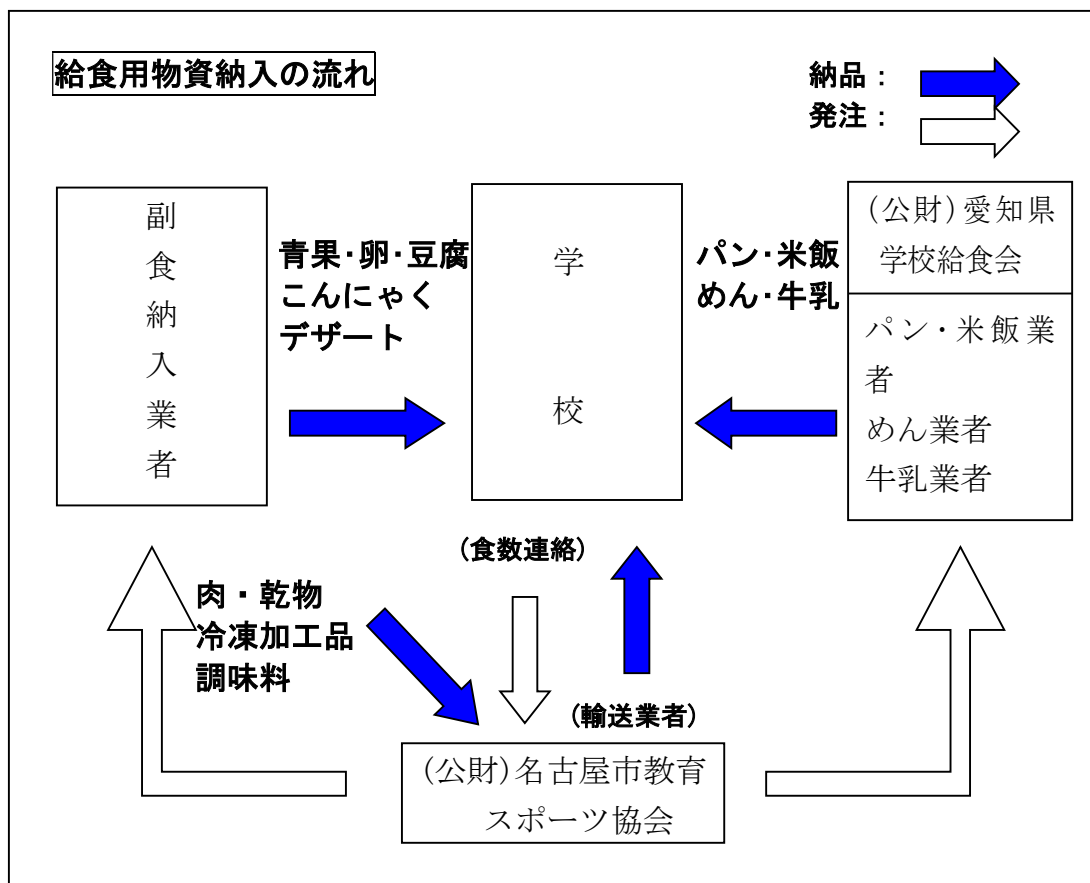 給食用物資納入の流れ
納品：
発注：
副食納入業者
青果・卵・豆腐
こんにゃく
デザート
学校
パン・米飯
めん・牛乳
(公財)愛知県
学校給食会
パン・米飯業
者
めん業者
牛乳業者
(食数連絡)
肉・乾物
冷凍加工品
調味料
(輸送業者)
(公財)名古屋市教育
スポーツ協会